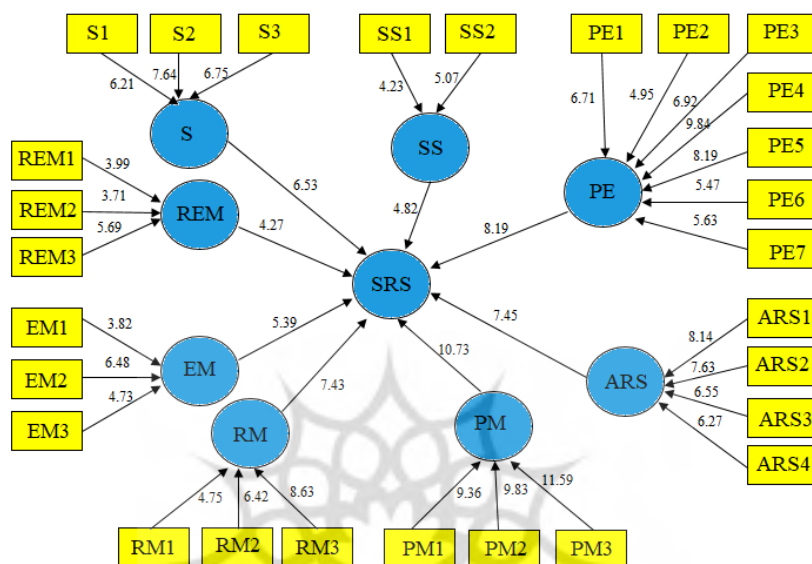 S1
S2
S3
SS1
SS2
PE1
PE2
PE3
PE4
PE5
PE6
PE7
6.21
7.64
6.75
4.23
5.07
6.71
4.95
6.92
9.84
8.19
5.47
5.63
S
SS
PE
REM1
REM2
REM3
3.99
3.71
5.69
REM
6.53
4.27
4.82
8.19
SRS
EM1
EM2
EM3
3.82
6.48
4.73
EM
5.39
7.43
10.73
7.45
RM
PM
ARS
8.14
7.63
6.55
6.27
ARS1
ARS2
ARS3
ARS4
4.75
6.42
8.63
9.36
9.83
11.59
RM1
RM2
RM3
PM1
PM2
PM3